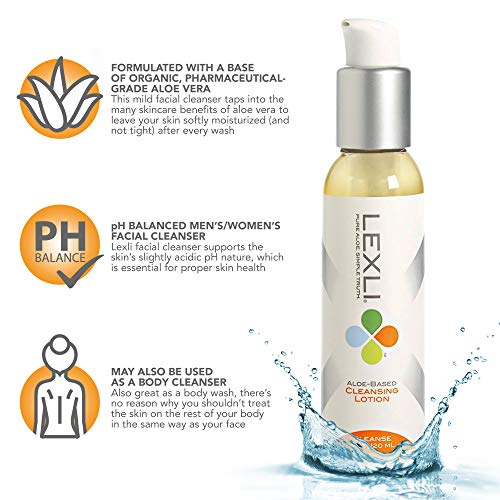 FORMULATED WITH A BASE
OF ORGANIC, PHARMACEUTICAL-
GRADE ALOE VERA
This mild facial cleanser taps into the
many skincare benefits of aloe vera to
leave your skin softly moisturized (and
not tight) after every wash
PH
BALANCE
pH BALANCED MEN'S/WOMEN'S
FACIAL CLEANSER
Lexli facial cleanser supports the
skin's slightly acidic pH nature, which
is essential for proper skin health
MAY ALSO BE USED
AS A BODY CLEANSER
Also great as a body wash, there's
no reason why you shouldn't treat
the skin on the rest of your body
in the same way as your face
LEXLI®
PURE ALOE. SIMPLE TRUTH.
ALOE-BASED
CLEANSING
LOTION
CLEANSE
120 ML